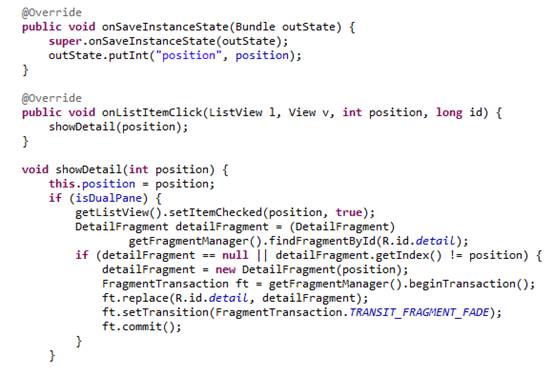 @Override
public void onSaveInstanceState(Bundle outState) {
    super.onSaveInstanceState(outState);
    outState.putInt("position", position);
}
@Override
public void onListItemClick(ListView l, View v, int position, long id) {
    showDetail(position);
}
void showDetail(int position) {
    this.position = position;
    if (isDualPane) {
        getListView().setItemChecked(position, true);
        DetailFragment detailFragment = (DetailFragment)
                getFragmentManager().findFragmentById(R.id.detail);
        if (detailFragment == null || detailFragment.getIndex() != position) {
            detailFragment = new DetailFragment(position);
            FragmentTransaction ft = getFragmentManager().beginTransaction();
            ft.replace(R.id.detail, detailFragment);
            ft.setTransition(FragmentTransaction.TRANSIT_FRAGMENT_FADE);
            ft.commit();
        }
    }